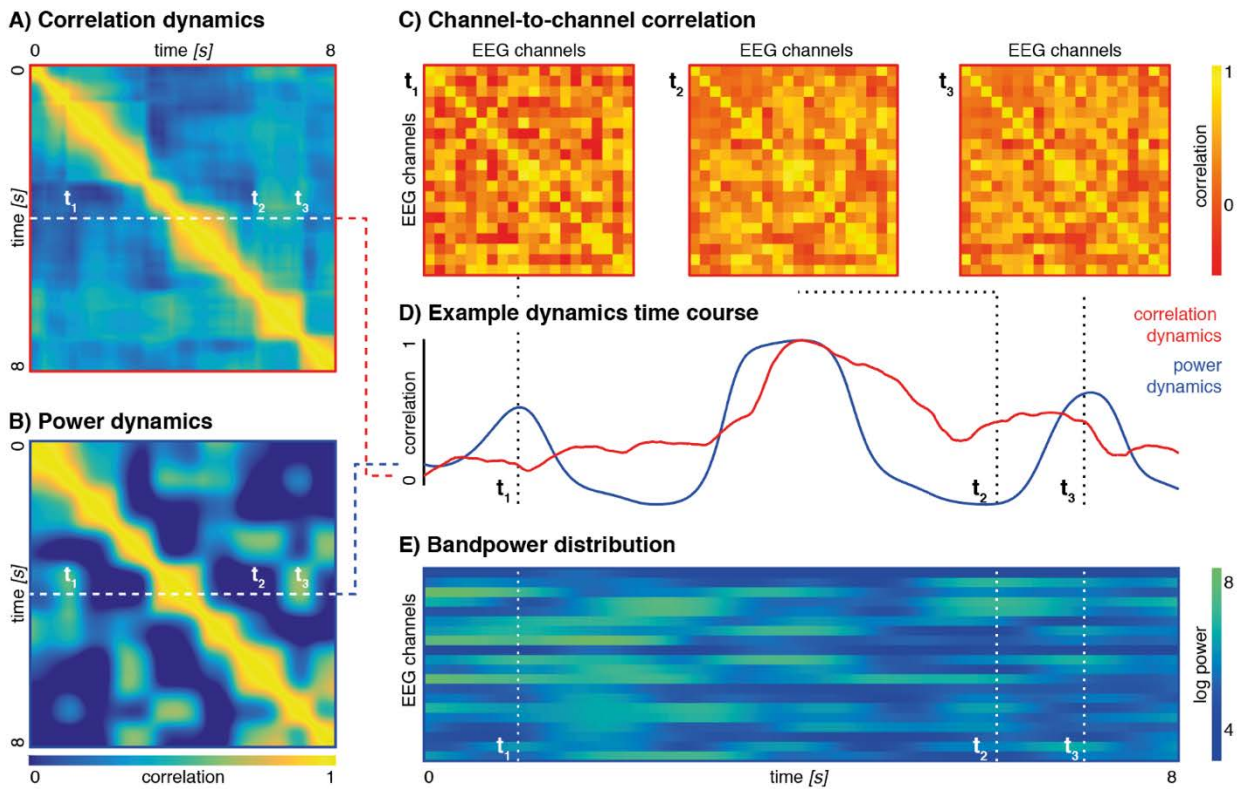 A) Correlation dynamics
0 time [s] 8
0
time [s]
8
t1
t2
t3
B) Power dynamics
0
time [s]
8
t1
t2
t3
0 correlation 1
C) Channel-to-channel correlation
EEG channels EEG channels EEG channels
t1
t2
t3
EEG channels
1
correlation
0
D) Example dynamics time course
correlation
dynamics
power
dynamics
1
correlation
0
t1
t2
t3
E) Bandpower distribution
EEG channels
t1
t2
t3
8
log power
4
0 time [s] 8